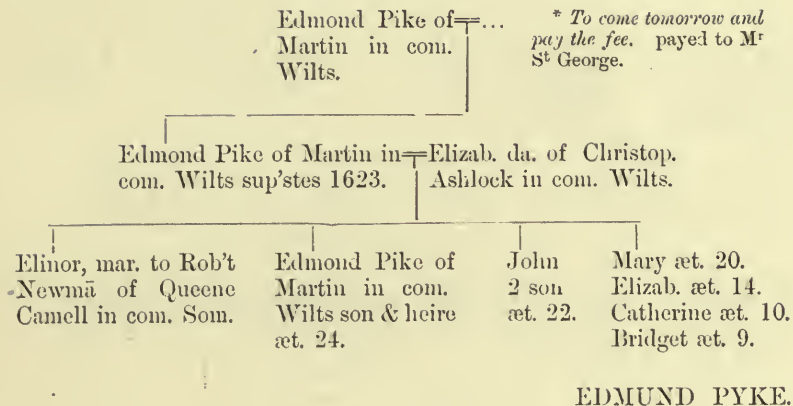 Edmond Pike of=...
Martin in com.
Wilts.
* To come tomorrow and
pay the fee. payed to Mr
St George.
Edmond Pike of Martin in=Elizab. da. of Christop.
com. Wilts sup'stes 1623. Ashlock in com. Wilts.
Elinor, mar. to Rob't
Newmā of Queene
Camell in com. Som.
Edmond Pike of
Martin in com.
Wilts son & heire
æt. 24.
John
2 son
æt. 22.
Mary æt. 20.
Elizab. æt. 14.
Catherine æt. 10.
Bridget æt. 9.
EDMUND PYKE.